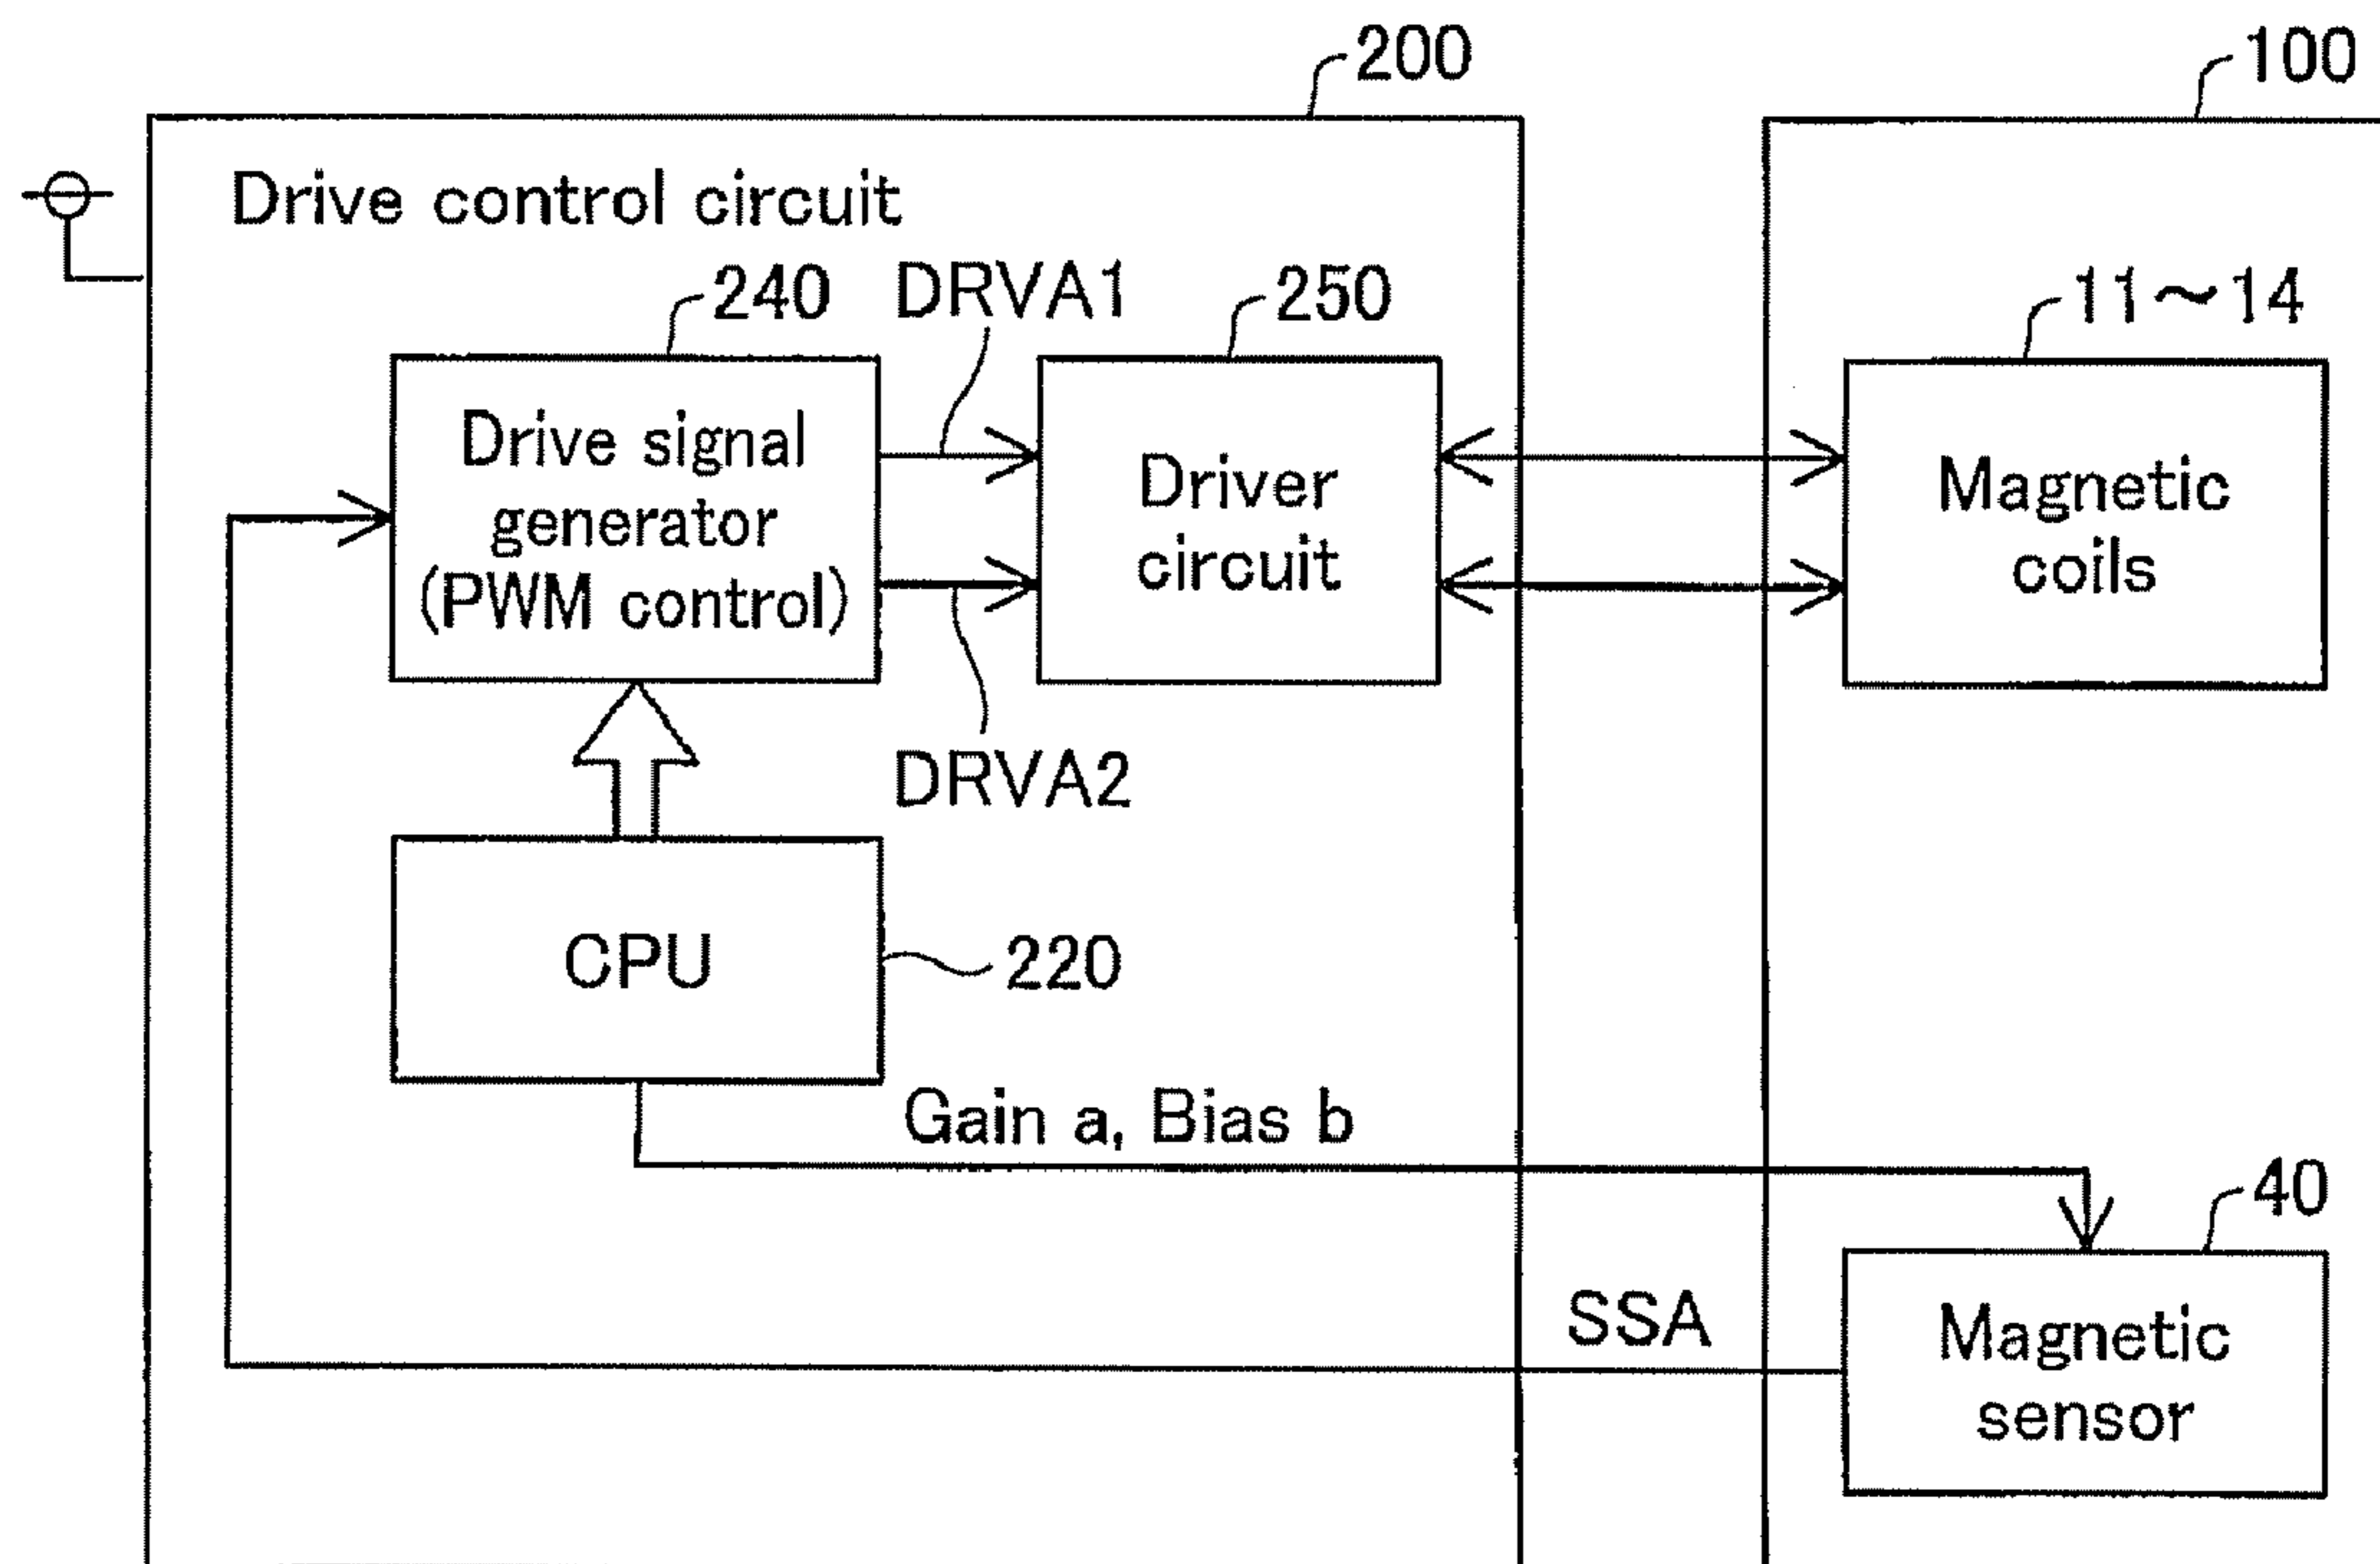 200
100
Drive control circuit
240
DRVA1
250
11～14
Drive signal
generator
(PWM control)
Driver
circuit
Magnetic
coils
DRVA2
CPU
220
Gain a, Bias b
40
SSA
Magnetic
sensor